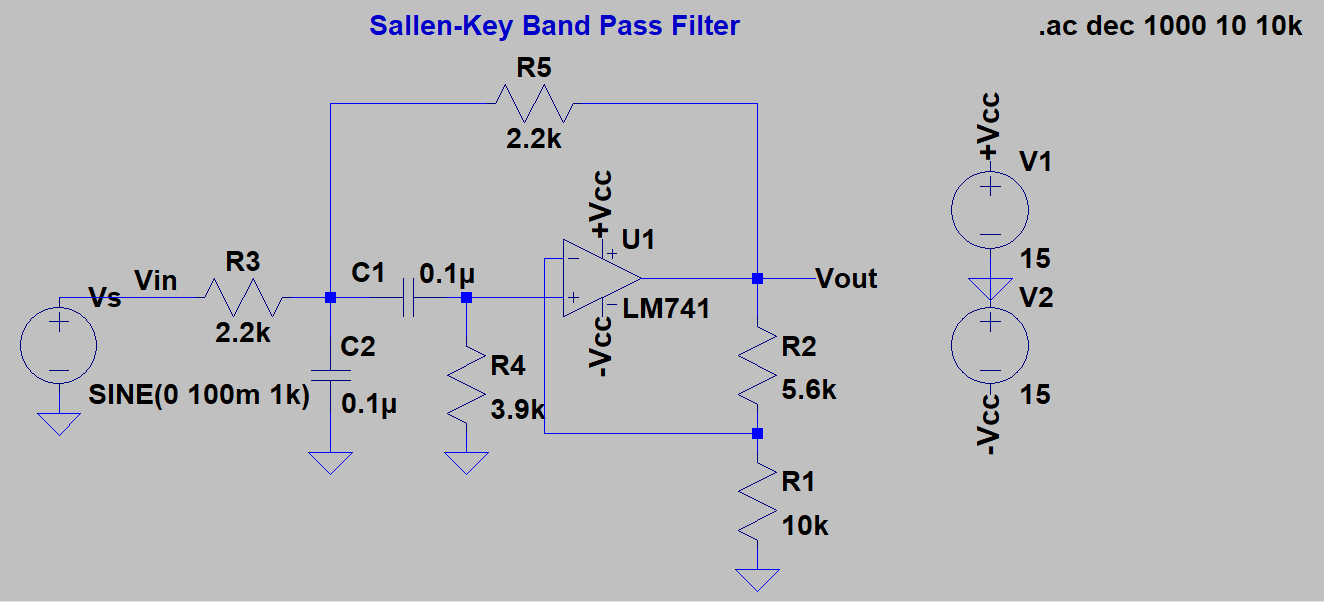 Sallen-Key Band Pass Filter
.ac dec 1000 10 10k
R5
2.2k
+Vcc
U1
LM741
-Vcc
Vin
R3
2.2k
Vs
SINE(0 100m 1k)
C1
0.1µ
C2
0.1µ
R4
3.9k
Vout
R2
5.6k
R1
10k
+Vcc
V1
15
V2
15
-Vcc